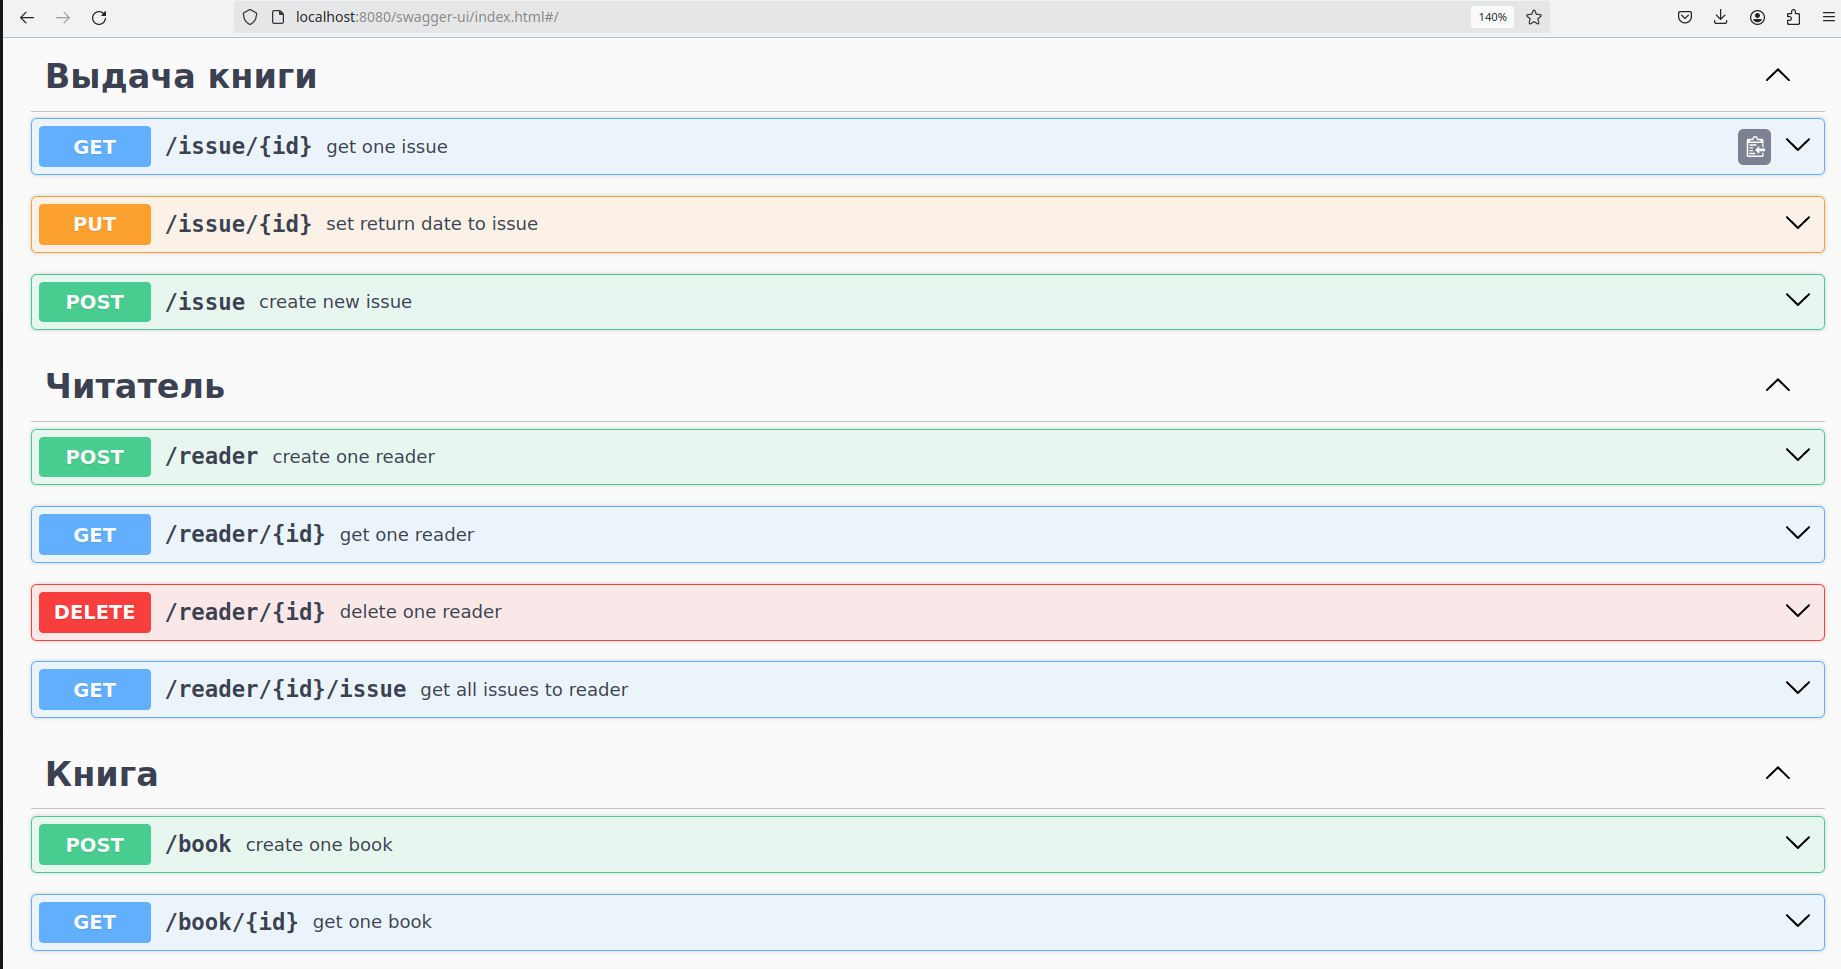 localhost:8080/swagger-ui/index.html#/ 140%
Выдача книги
GET /issue/{id} get one issue
PUT /issue/{id} set return date to issue
POST /issue create new issue
Читатель
POST /reader create one reader
GET /reader/{id} get one reader
DELETE /reader/{id} delete one reader
GET /reader/{id}/issue get all issues to reader
Книга
POST /book create one book
GET /book/{id} get one book